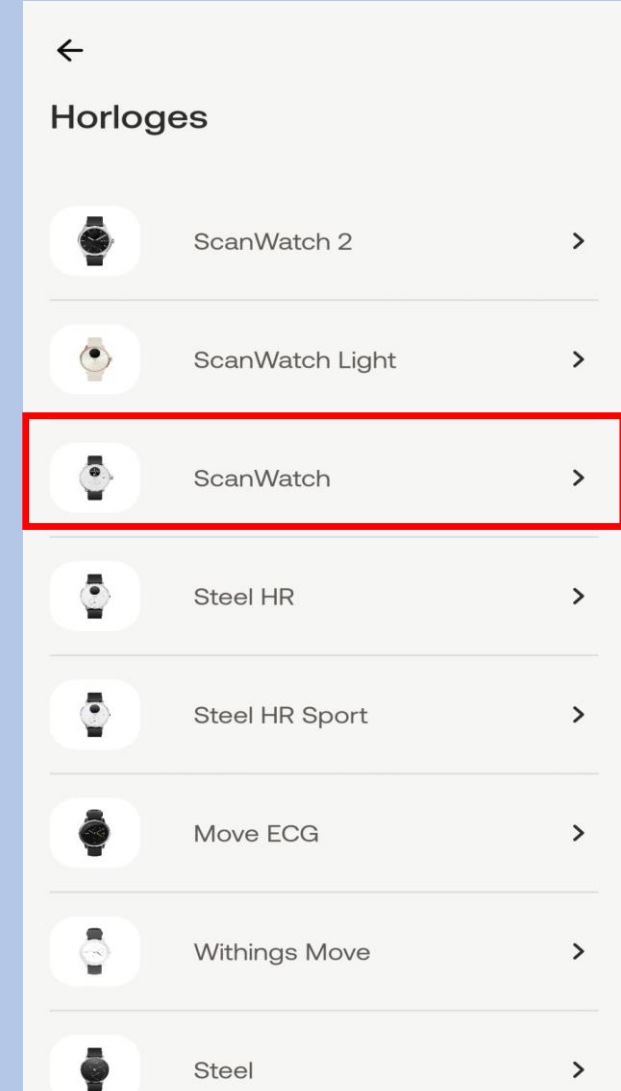 Horloges
ScanWatch 2
ScanWatch Light
ScanWatch
Steel HR
Steel HR Sport
Move ECG
Withings Move
Steel